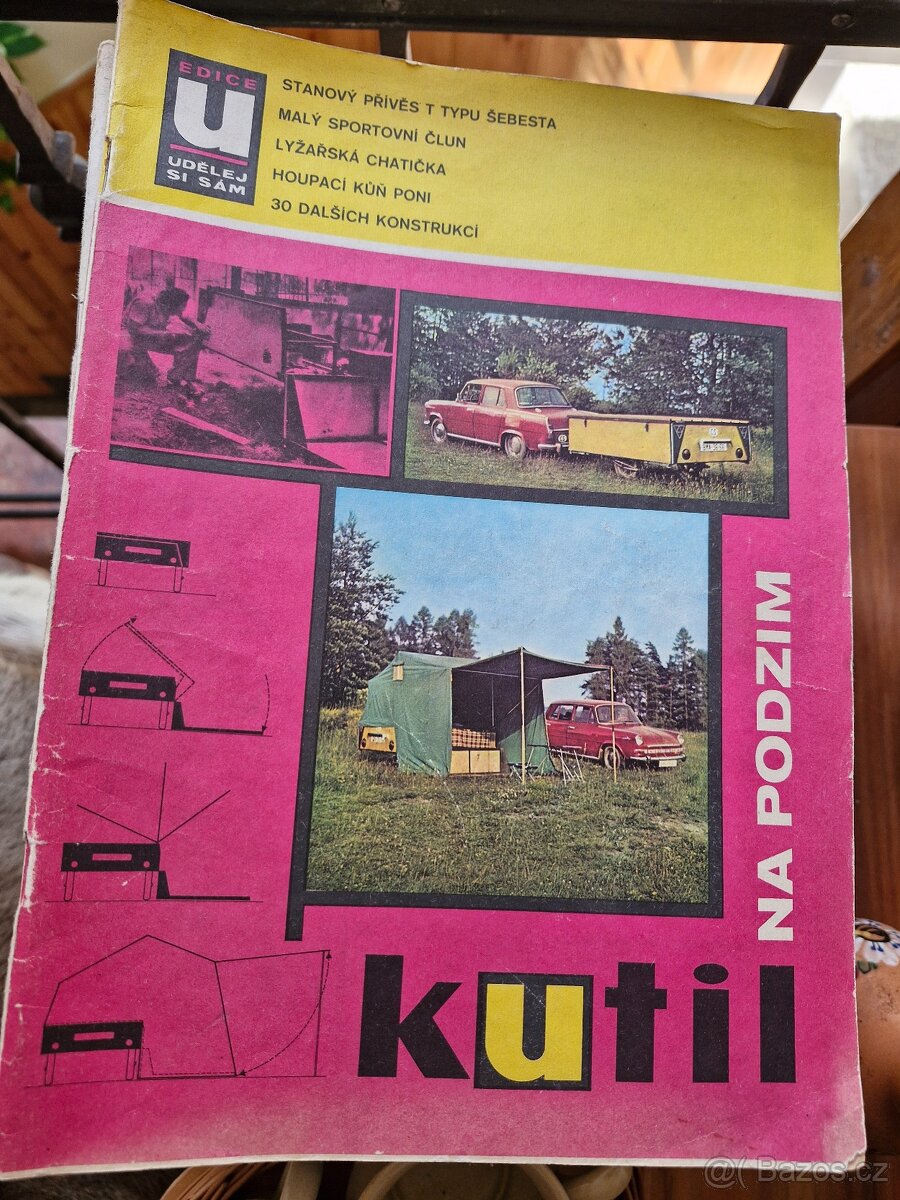 EDICE
u
UDĚLEJ
SI SÁM
STANOVÝ PŘÍVĚS T TYPU ŠEBESTA
MALÝ SPORTOVNÍ ČLUN
LYŽAŘSKÁ CHATIČKA
HOUPACÍ KŮŇ PONI
30 DALŠÍCH KONSTRUKCÍ
NA PODZIM
kutil
@( Bazos.cz